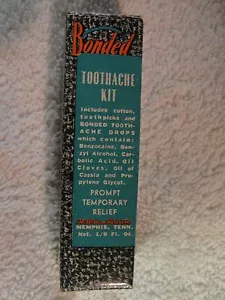 Bonded
TOOTHACHE
KIT
Includes cotton,
toothpicks and
BONDED TOOTH-
ACHE DROPS
which contain:
Benzocaine, Ben-
zyl Alcohol, Car-
bolic Acid, Oil
Cloves, Oil of
Cassia and Pro-
pylene Glycol.
PROMPT
TEMPORARY
RELIEF
MEMPHIS, TENN.
Net. 1/8 Fl. Oz.